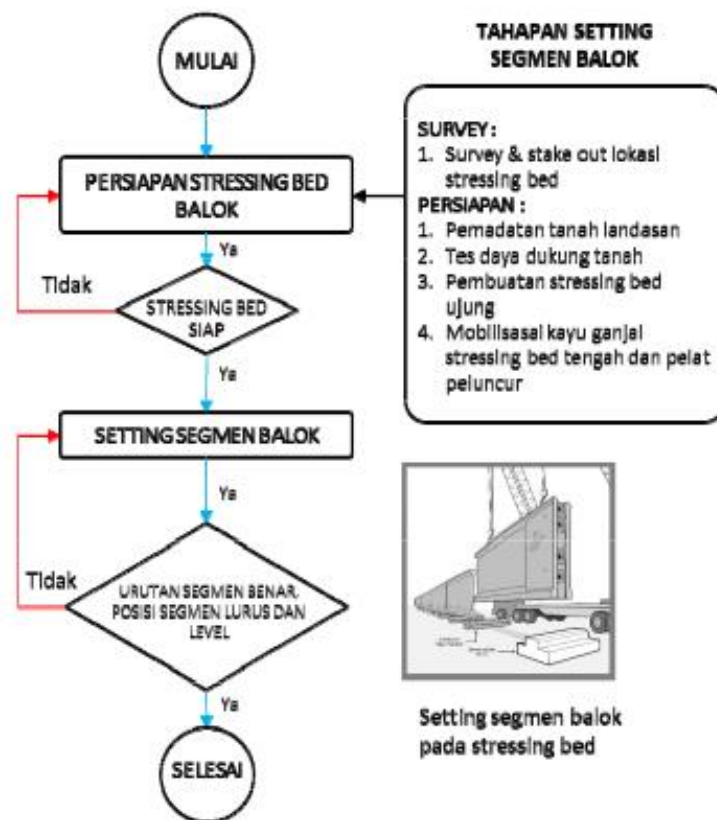 MULAI
TAHAPAN SETTING
SEGMEN BALOK
PERSIAPAN STRESSING BED
BALOK
SURVEY :
1. Survey & stake out lokasi
stressing bed
PERSIAPAN :
1. Pemadatan tanah landasan
2. Tes daya dukung tanah
3. Pembuatan stressing bed
ujung
4. Mobilisasai kayu ganjal
stressing bed tengah dan pelat
peluncur
Ya
Tidak
STRESSING BED
SIAP
Ya
SETTING SEGMEN BALOK
Ya
Tidak
URUTAN SEGMEN BENAR,
POSISI SEGMEN LURUS DAN
LEVEL
Ya
SELESAI
Setting segmen balok
pada stressing bed